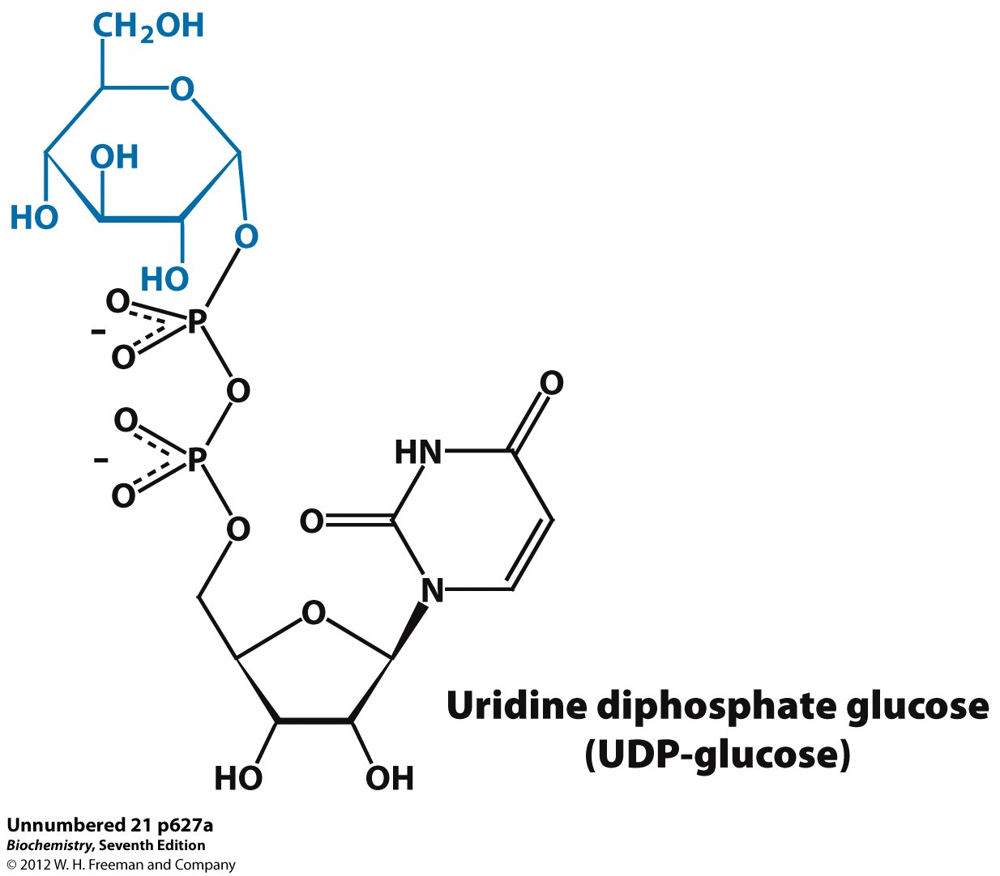 CH₂OH
O
OH
HO
O
HO
O
P
-
O
O
O
O
P
-
O
HN
O
O
O
N
O
HO
OH
Uridine diphosphate glucose
(UDP-glucose)
Unnumbered 21 p627a
Biochemistry, Seventh Edition
© 2012 W. H. Freeman and Company